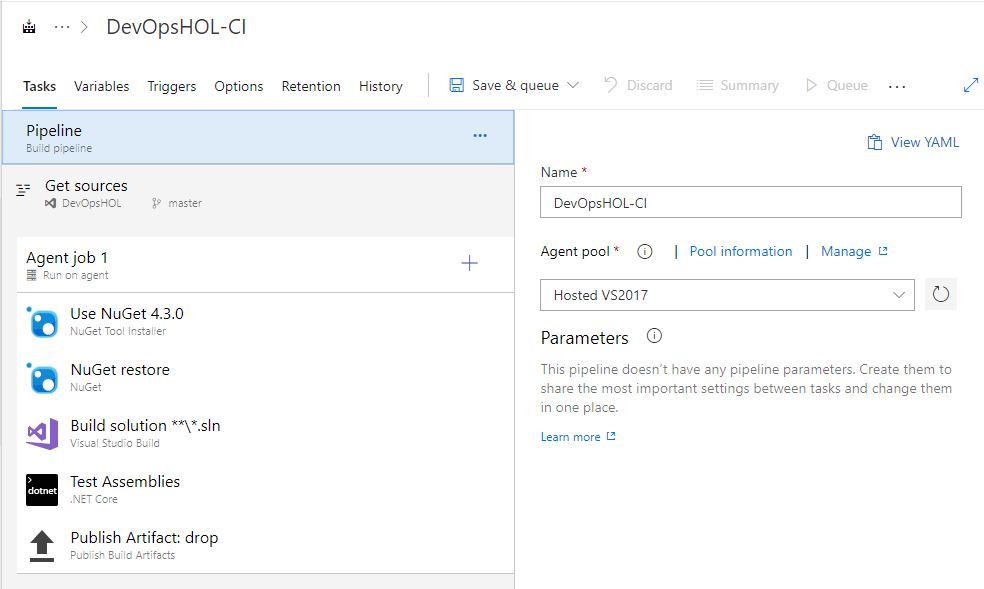 ··· > DevOpsHOL-CI
Tasks Variables Triggers Options Retention History Save & queue Discard Summary Queue ...
Pipeline
Build pipeline
...
Get sources
DevOpsHOL master
Agent job 1
Run on agent
Use NuGet 4.3.0
NuGet Tool Installer
NuGet restore
NuGet
Build solution **\*.sln
Visual Studio Build
dotnet
Test Assemblies
.NET Core
Publish Artifact: drop
Publish Build Artifacts
View YAML
Name *
DevOpsHOL-CI
Agent pool * | Pool information | Manage
Hosted VS2017
Parameters
This pipeline doesn't have any pipeline parameters. Create them to
share the most important settings between tasks and change them
in one place.
Learn more